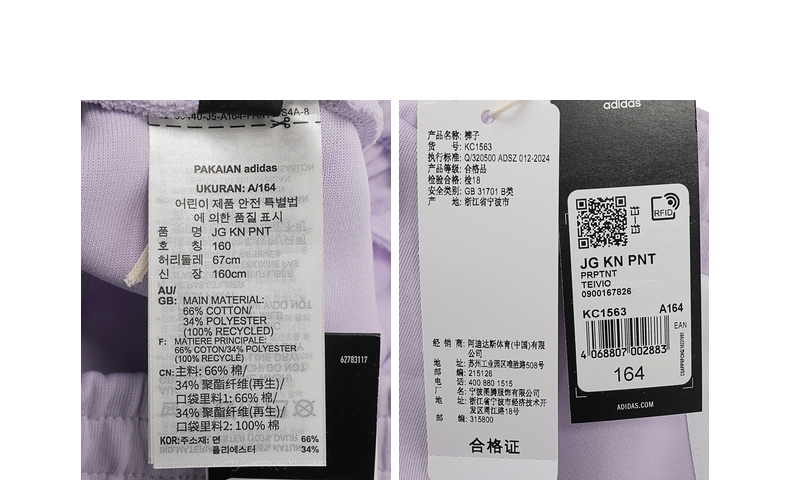 PAKAIAN adidas
UKURAN: A/164
어린이 제품 안전 특별법
에 의한 품질 표시
품 명 JG KN PNT
호 칭 160
허리둘레 67cm
신 장 160cm
AU/
GB: MAIN MATERIAL:
66% COTTON/
34% POLYESTER
(100% RECYCLED)
F: MATIERE PRINCIPALE:
66% COTON/34% POLYESTER
(100% RECYCLÉ)
CN:主料: 66% 棉/
34% 聚酯纤维(再生)/
口袋里料1: 66% 棉/
34% 聚酯纤维(再生)/
口袋里料2: 100% 棉
KOR:주소재: 면 66%
폴리에스터 34%
62783117
产品名称: 裤子
货 号: KC1563
执行标准: Q/320500 ADSZ 012-2024
产品等级: 合格品
检验合格: 检18
安全类别: GB 31701 B类
产 地: 浙江省宁波市
经 销 商: 阿迪达斯体育(中国)有限
公司
地 址: 苏州工业园区唯胜路508号
邮 编: 215126
电 话: 400 880 1515
厂 名: 宁波图腾服饰有限公司
地 址: 浙江省宁波市经济技术开
发区甬江路18号
邮 编: 315800
合格证
adidas
RFID
JG KN PNT
PRPTNT
TEIVIO
0900167826
KC1563 A164
EAN
4 068807 002883
164
ADIDAS.COM